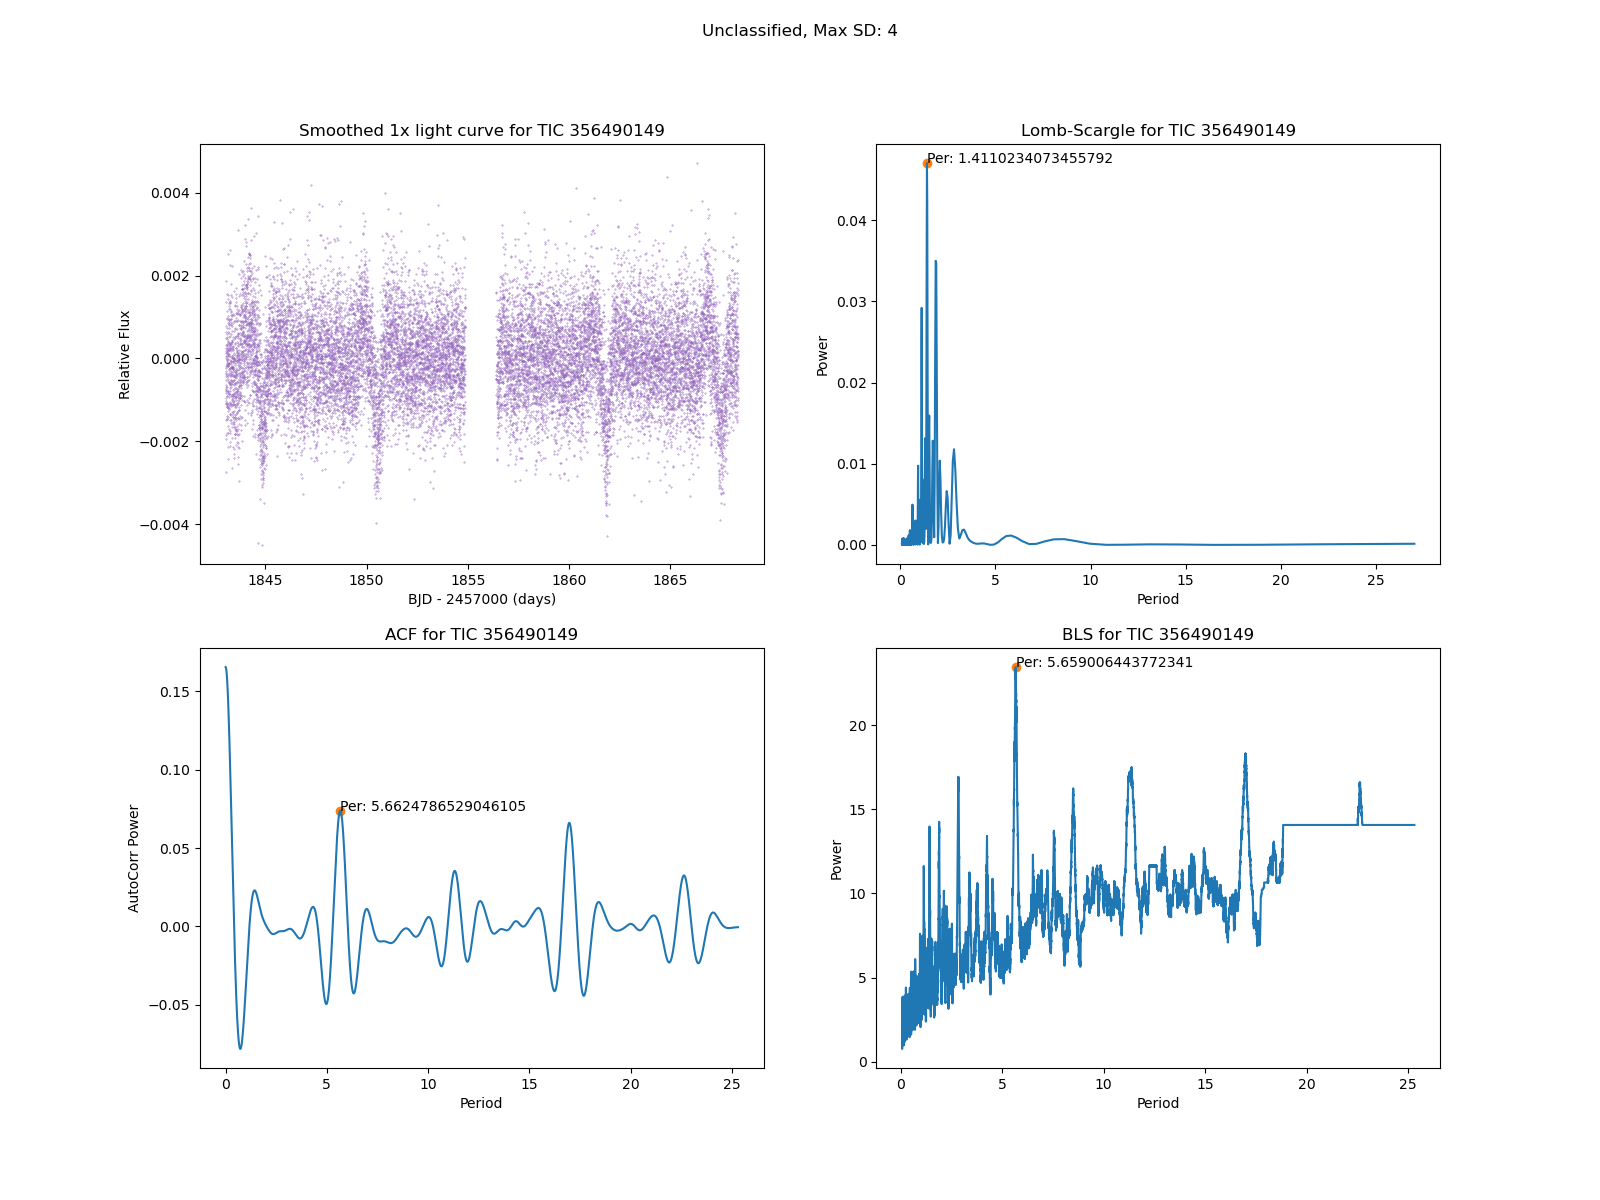 Unclassified, Max SD: 4
Smoothed 1x light curve for TIC 356490149
0.004
0.002
0.000
−0.002
−0.004
Relative Flux
1845
1850
1855
1860
1865
BJD - 2457000 (days)
Lomb-Scargle for TIC 356490149
Per: 1.4110234073455792
0.04
0.03
0.02
0.01
0.00
Power
0
5
10
15
20
25
Period
ACF for TIC 356490149
Per: 5.6624786529046105
0.15
0.10
0.05
0.00
−0.05
AutoCorr Power
0
5
10
15
20
25
Period
BLS for TIC 356490149
Per: 5.659006443772341
20
15
10
5
0
Power
0
5
10
15
20
25
Period